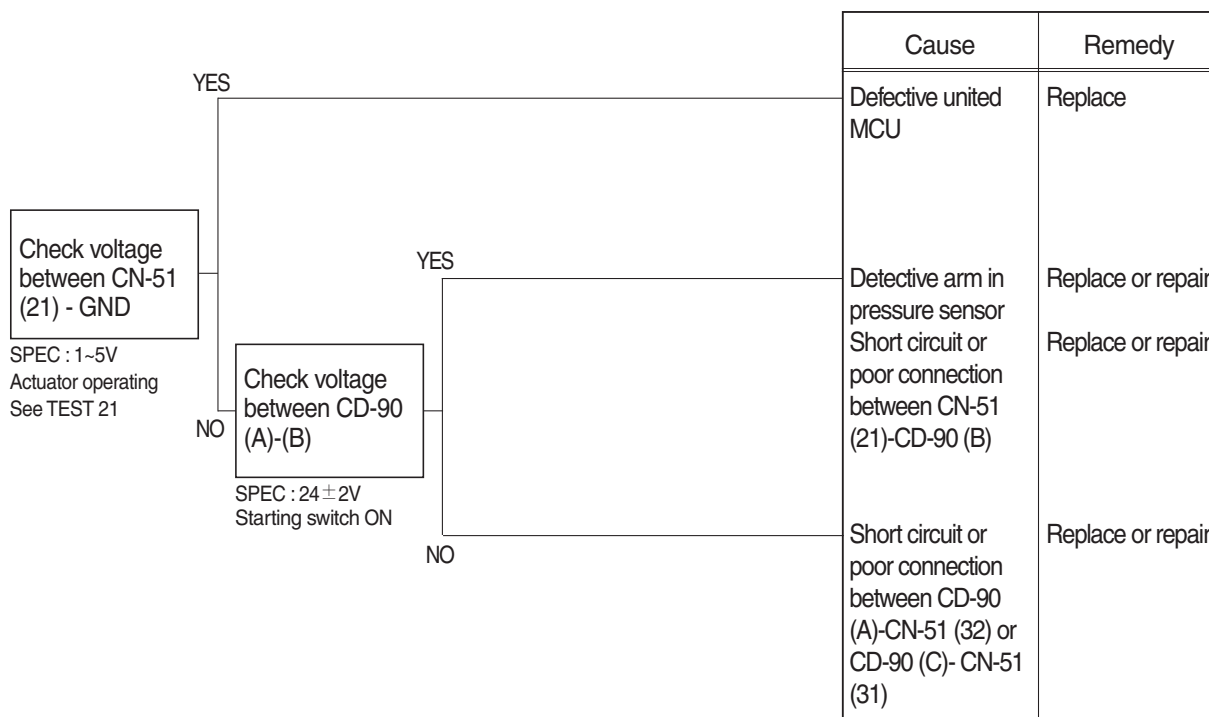 Cause Remedy
YES
Defective united Replace
MCU
Check voltage
between CN-51
(21) - GND
SPEC : 1~5V
Actuator operating
See TEST 21
YES
Detective arm in Replace or repair
pressure sensor
Short circuit or Replace or repair
poor connection
between CN-51
(21)-CD-90 (B)
NO
Check voltage
between CD-90
(A)-(B)
SPEC : 24±2V
Starting switch ON
NO
Short circuit or Replace or repair
poor connection
between CD-90
(A)-CN-51 (32) or
CD-90 (C)- CN-51
(31)